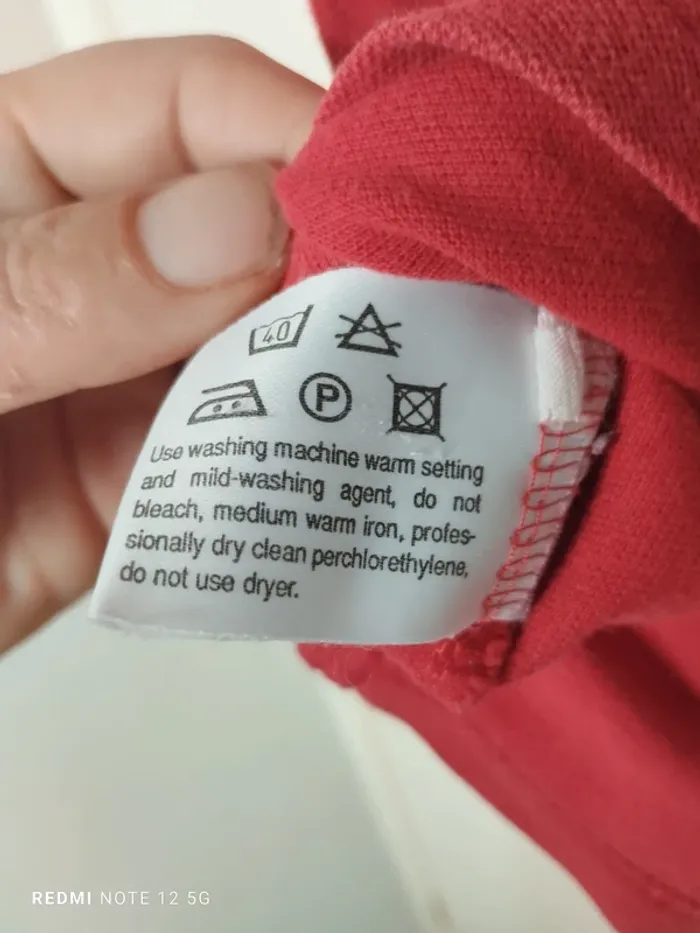 40
P
Use washing machine warm setting
and mild-washing agent, do not
bleach, medium warm iron, profes-
sionally dry clean perchlorethylene,
do not use dryer.
REDMI NOTE 12 5G